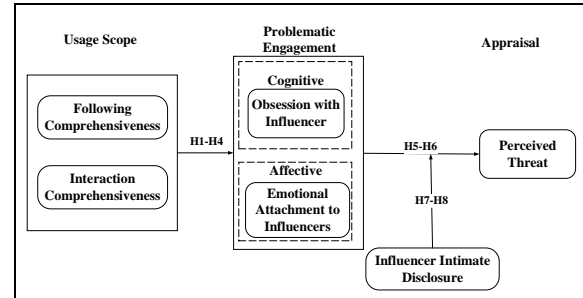 Usage Scope
Problematic
Engagement
Appraisal
Following
Comprehensiveness
Interaction
Comprehensiveness
H1-H4
Cognitive
Obsession with
Influencer
Affective
Emotional
Attachment to
Influencers
H5-H6
Perceived
Threat
H7-H8
Influencer Intimate
Disclosure